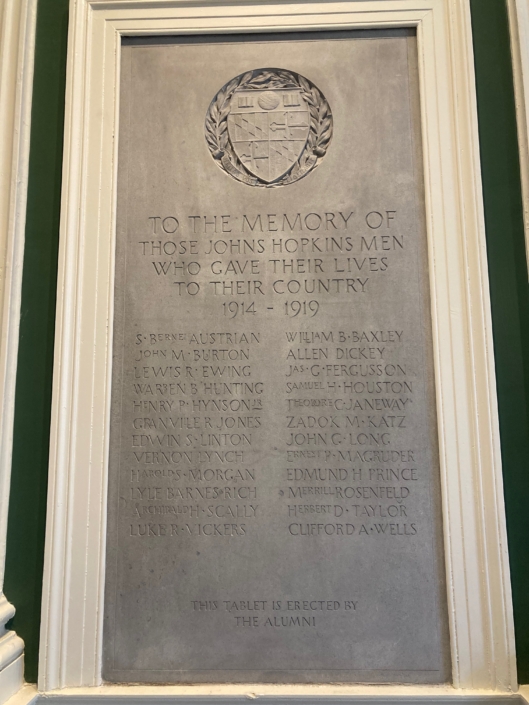 TO THE MEMORY OF
THOSE JOHNS HOPKINS MEN
WHO GAVE THEIR LIVES
TO THEIR COUNTRY
1914 - 1919
S·BERNEI AUSTRIAN
JOHN M·BURTON
LEWIS R·EWING
WARREN B·HUNTING
HENRY P·HYNSON JR
GRANVILE R·JONES
EDWIN S·LINTON
VERNON LYNCH
HAROLD S·MORGAN
LYLE BARNES RICH
ARCHIBALD H·SCALLY
LUKE R·VICKERS
WILLIAM B·BAXLEY
ALLEN DICKEY
JAS·G·FERGUSSON
SAMUEL H·HOUSTON
THEODORE C·JANEWAY
ZADOK M·KATZ
JOHN G·LONG
ERNEST P·MAGRUDER
EDMUND H PRINCE
MERRILL ROSENFELD
HERBERT D·TAYLOR
CLIFFORD A·WELLS
THIS TABLET IS ERECTED BY
THE ALUMNI